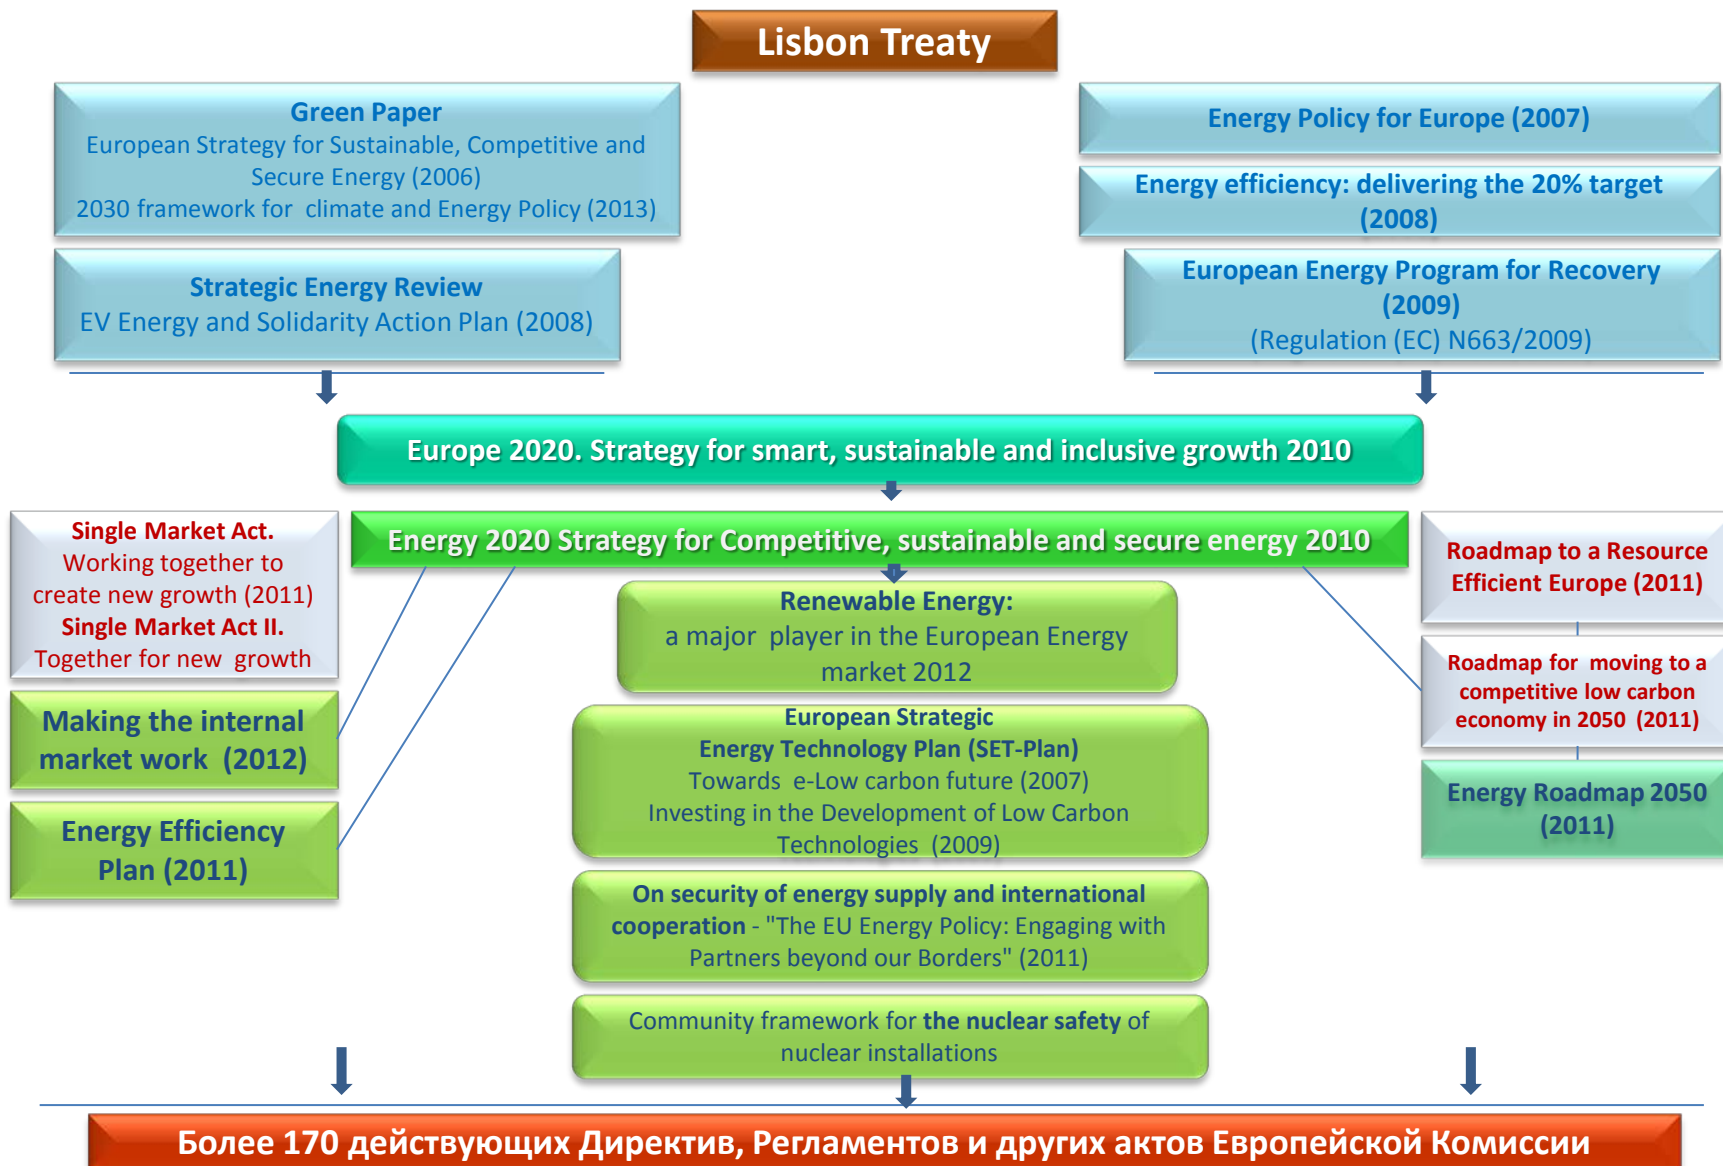 Lisbon Treaty
Green Paper
European Strategy for Sustainable, Competitive and
Secure Energy (2006)
2030 framework for climate and Energy Policy (2013)
Strategic Energy Review
EV Energy and Solidarity Action Plan (2008)
Energy Policy for Europe (2007)
Energy efficiency: delivering the 20% target
(2008)
European Energy Program for Recovery
(2009)
(Regulation (EC) N663/2009)
Europe 2020. Strategy for smart, sustainable and inclusive growth 2010
Energy 2020 Strategy for Competitive, sustainable and secure energy 2010
Single Market Act.
Working together to
create new growth (2011)
Single Market Act II.
Together for new growth
Making the internal
market work (2012)
Energy Efficiency
Plan (2011)
Renewable Energy:
a major player in the European Energy
market 2012
European Strategic
Energy Technology Plan (SET-Plan)
Towards e-Low carbon future (2007)
Investing in the Development of Low Carbon
Technologies (2009)
On security of energy supply and international
cooperation - "The EU Energy Policy: Engaging with
Partners beyond our Borders" (2011)
Community framework for the nuclear safety of
nuclear installations
Roadmap to a Resource
Efficient Europe (2011)
Roadmap for moving to a
competitive low carbon
economy in 2050 (2011)
Energy Roadmap 2050
(2011)
Более 170 действующих Директив, Регламентов и других актов Европейской Комиссии